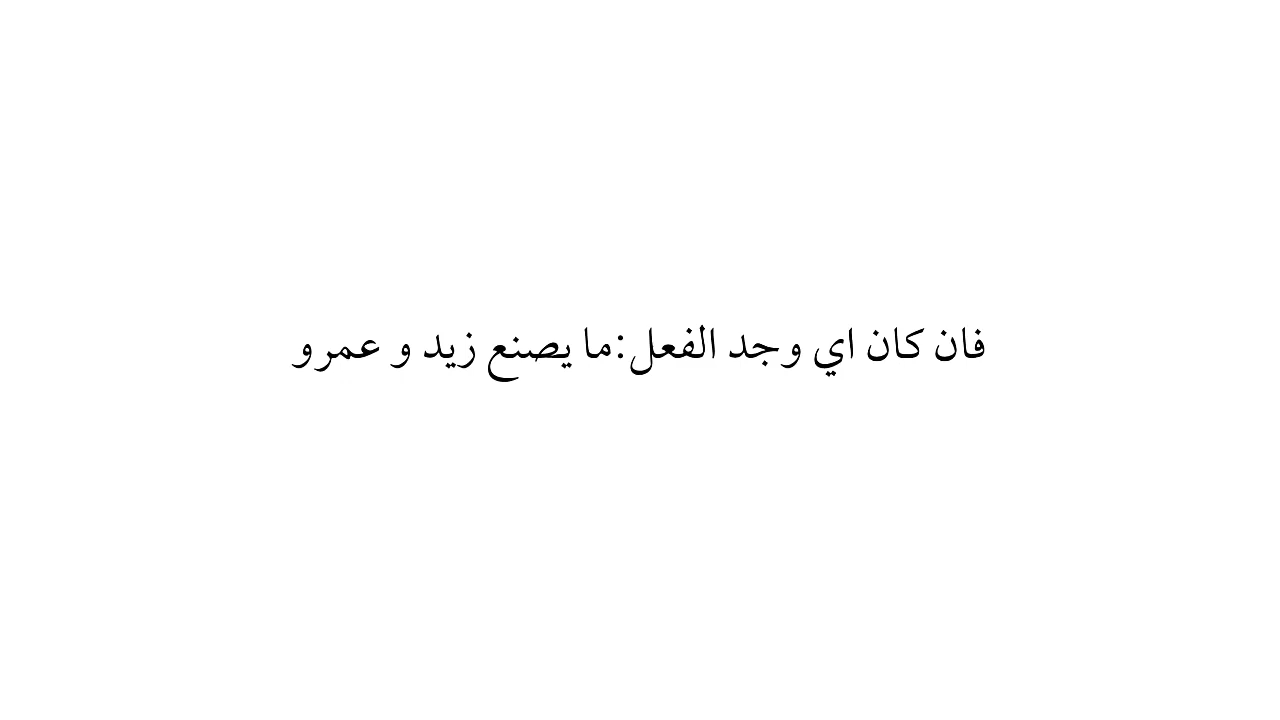 فان كان اي وجد الفعل:ما يصنع زيد و عمرو